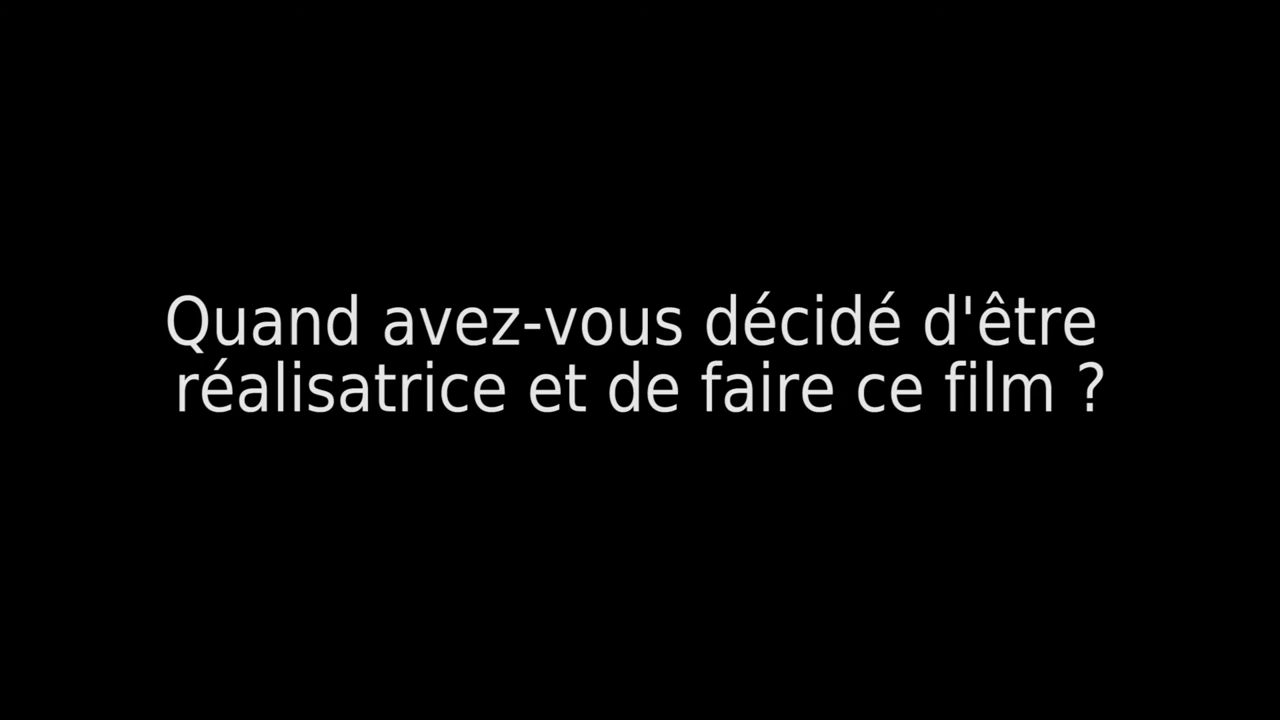 Quand avez-vous décidé d'être
réalisatrice et de faire ce film ?